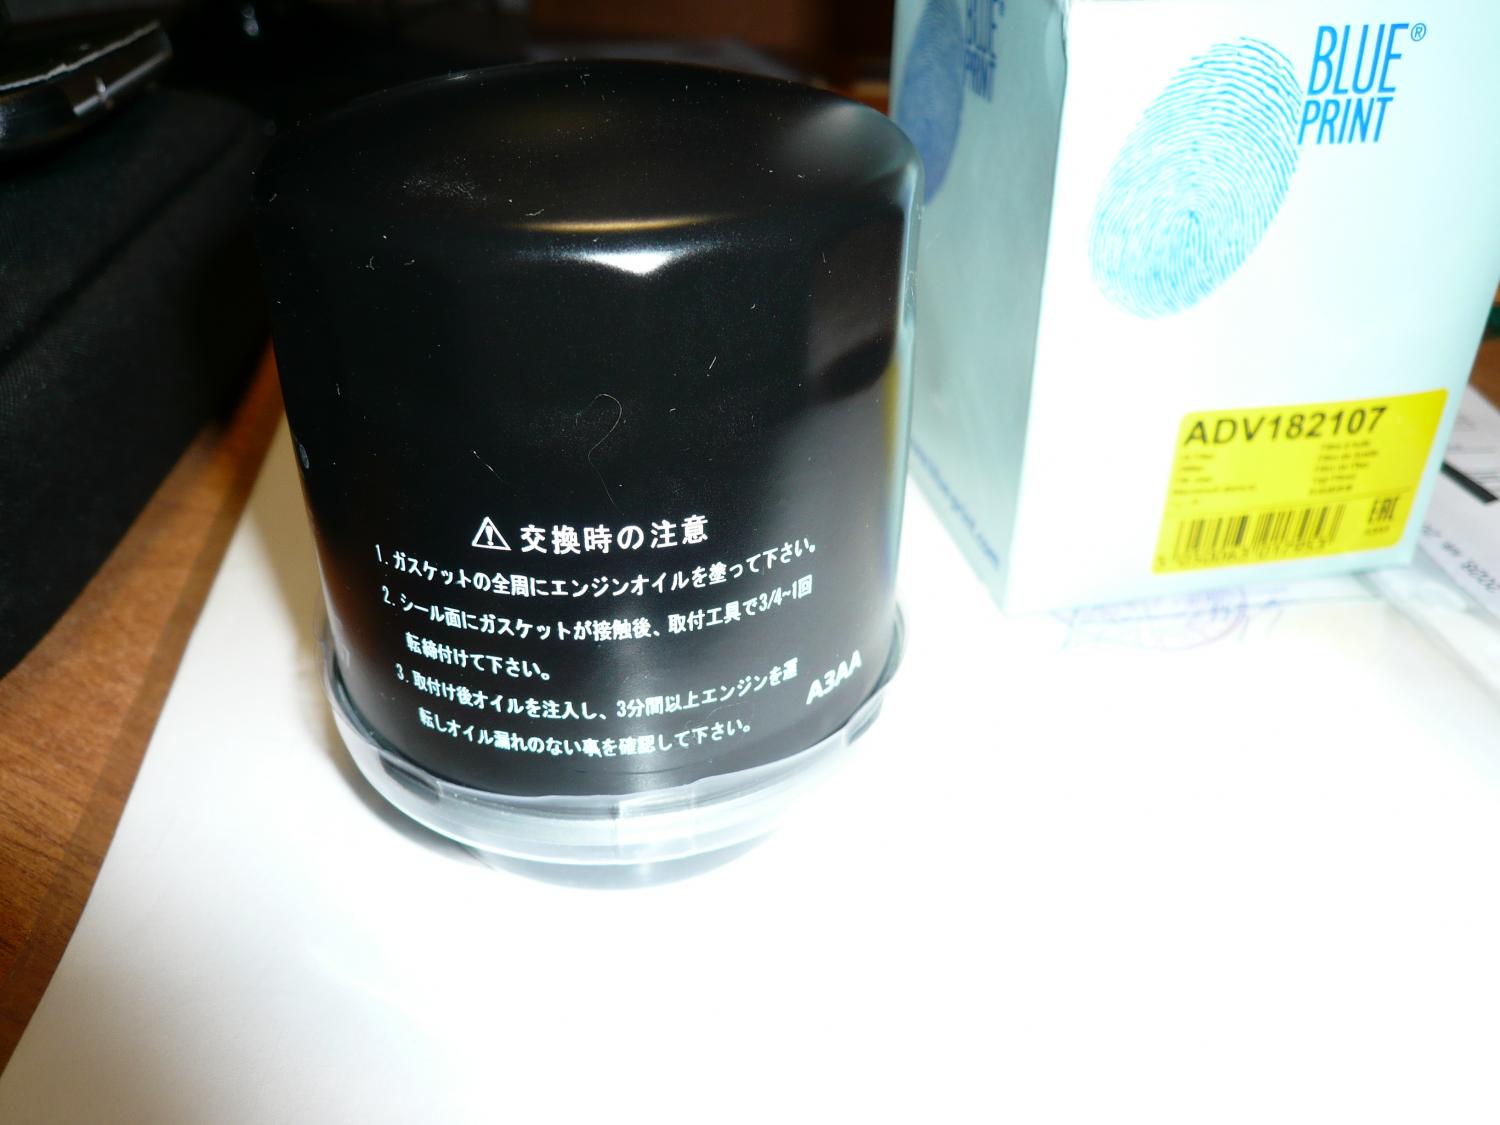 BLUE
PRINT
BLUE PRINT®
ADV182107
EAC
⚠ 交換時の注意
1. ガスケットの全周にエンジンオイルを塗って下さい。
2. シール面にガスケットが接触後、取付工具で3/4~1回
転締付けて下さい。
3. 取付け後オイルを注入し、3分間以上エンジンを運
転しオイル漏れのない事を確認して下さい。
A3AA